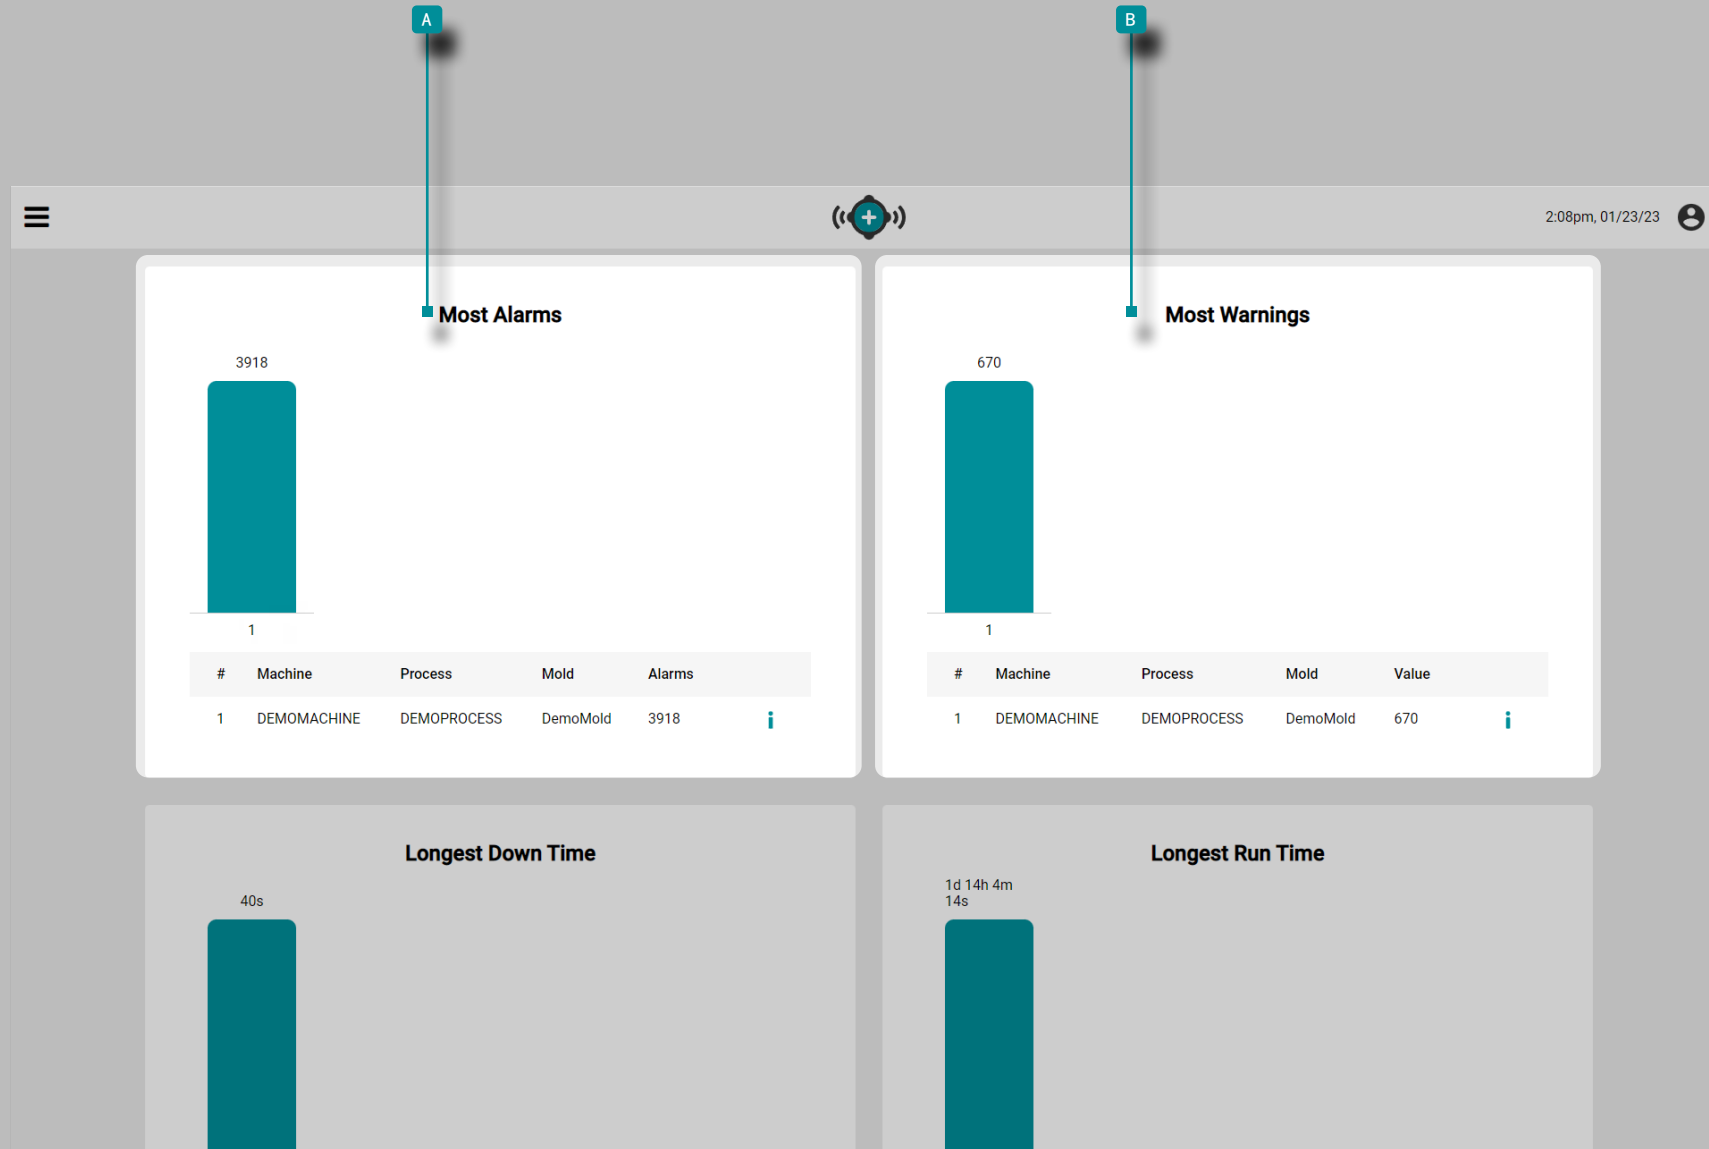 A
B
2:08pm, 01/23/23
Most Alarms
3918
1
# Machine Process Mold Alarms
1 DEMOMACHINE DEMOPROCESS DemoMold 3918
Most Warnings
670
1
# Machine Process Mold Value
1 DEMOMACHINE DEMOPROCESS DemoMold 670
Longest Down Time
40s
Longest Run Time
1d 14h 4m
14s